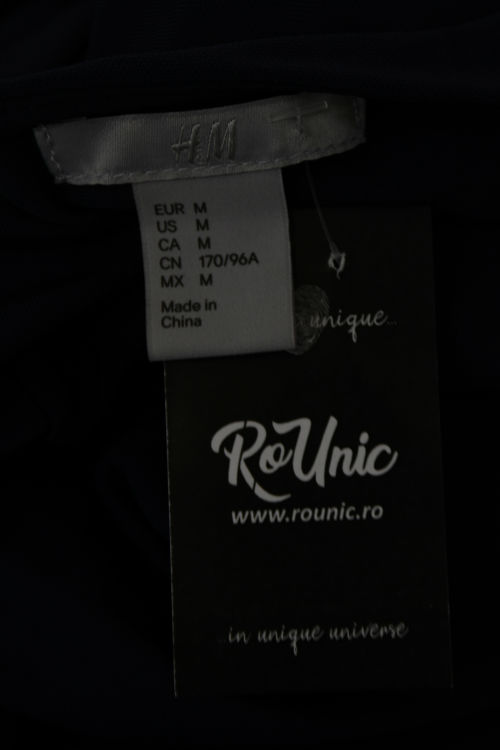 H&M
EUR M
US M
CA M
CN 170/96A
MX M
Made in
China
unique...
RoUnic
www.rounic.ro
...in unique universe